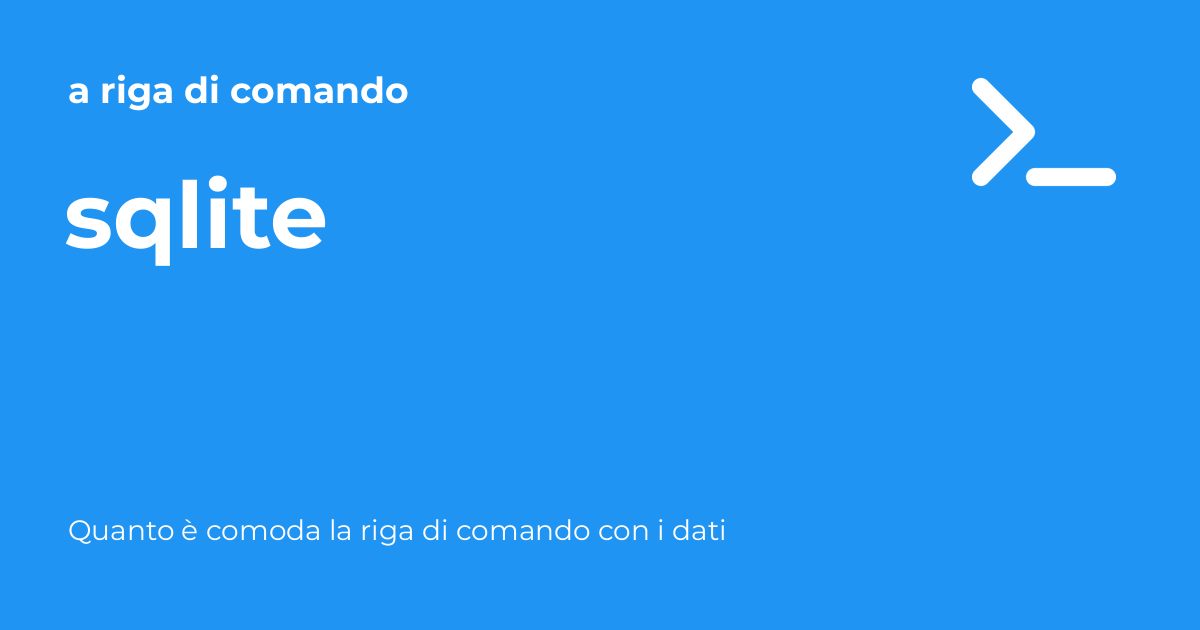 a riga di comando
sqlite
Quanto è comoda la riga di comando con i dati